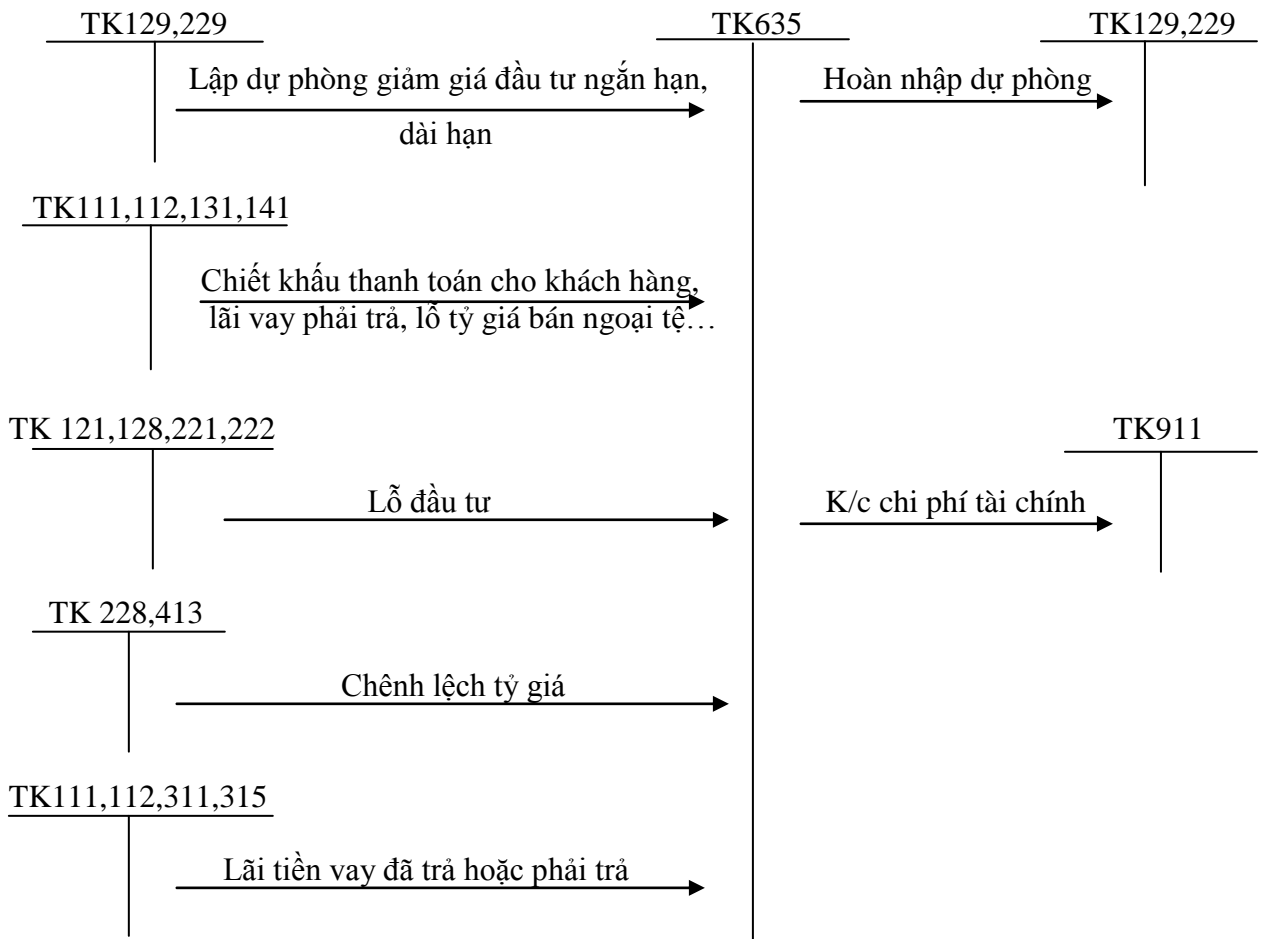 TK129,229
TK635
TK129,229
Lập dự phòng giảm giá đầu tư ngắn hạn,
dài hạn
Hoàn nhập dự phòng
TK111,112,131,141
Chiết khấu thanh toán cho khách hàng,
lãi vay phải trả, lỗ tỷ giá bán ngoại tệ…
TK 121,128,221,222
TK911
Lỗ đầu tư
K/c chi phí tài chính
TK 228,413
Chênh lệch tỷ giá
TK111,112,311,315
Lãi tiền vay đã trả hoặc phải trả